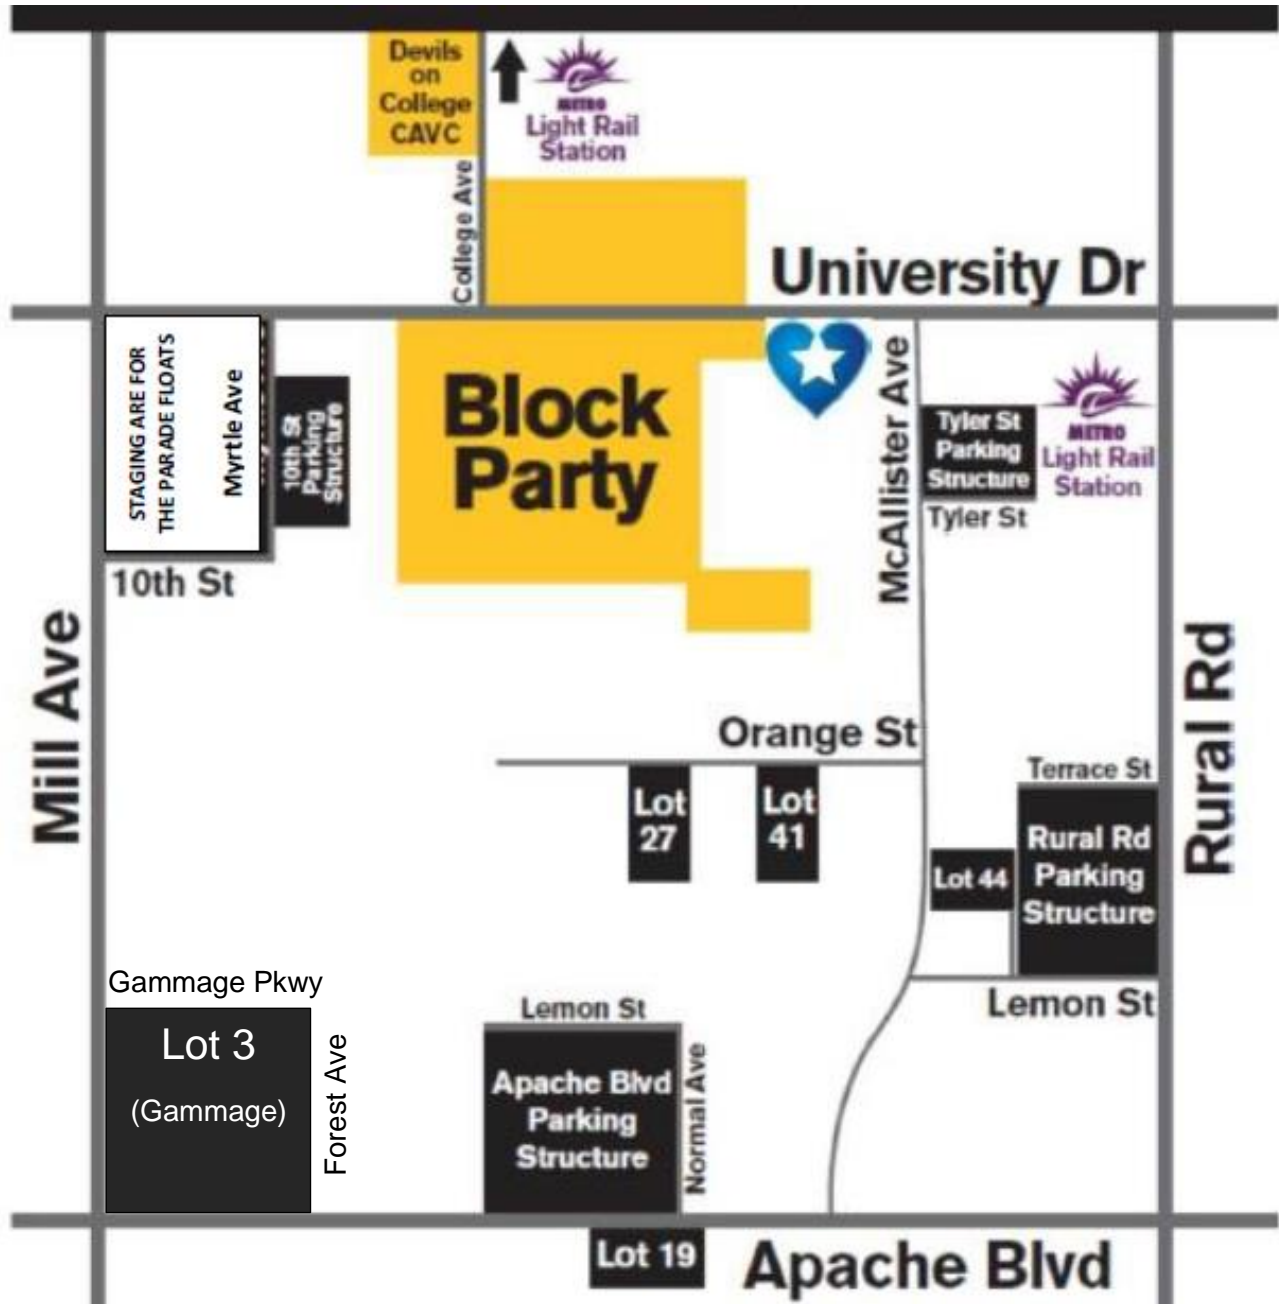 Devils
on
College
CAVC
METRO
Light Rail
Station
College Ave
University Dr
STAGING ARE FOR
THE PARADE FLOATS
Myrtle Ave
10th St
Parking
Structure
Block
Party
McAllister Ave
Tyler St
Parking
Structure
METRO
Light Rail
Station
Tyler St
10th St
Mill Ave
Rural Rd
Orange St
Terrace St
Lot
27
Lot
41
Rural Rd
Parking
Structure
Lot 44
Gammage Pkwy
Lemon St
Lemon St
Lot 3
(Gammage)
Forest Ave
Apache Blvd
Parking
Structure
Normal Ave
Lot 19
Apache Blvd